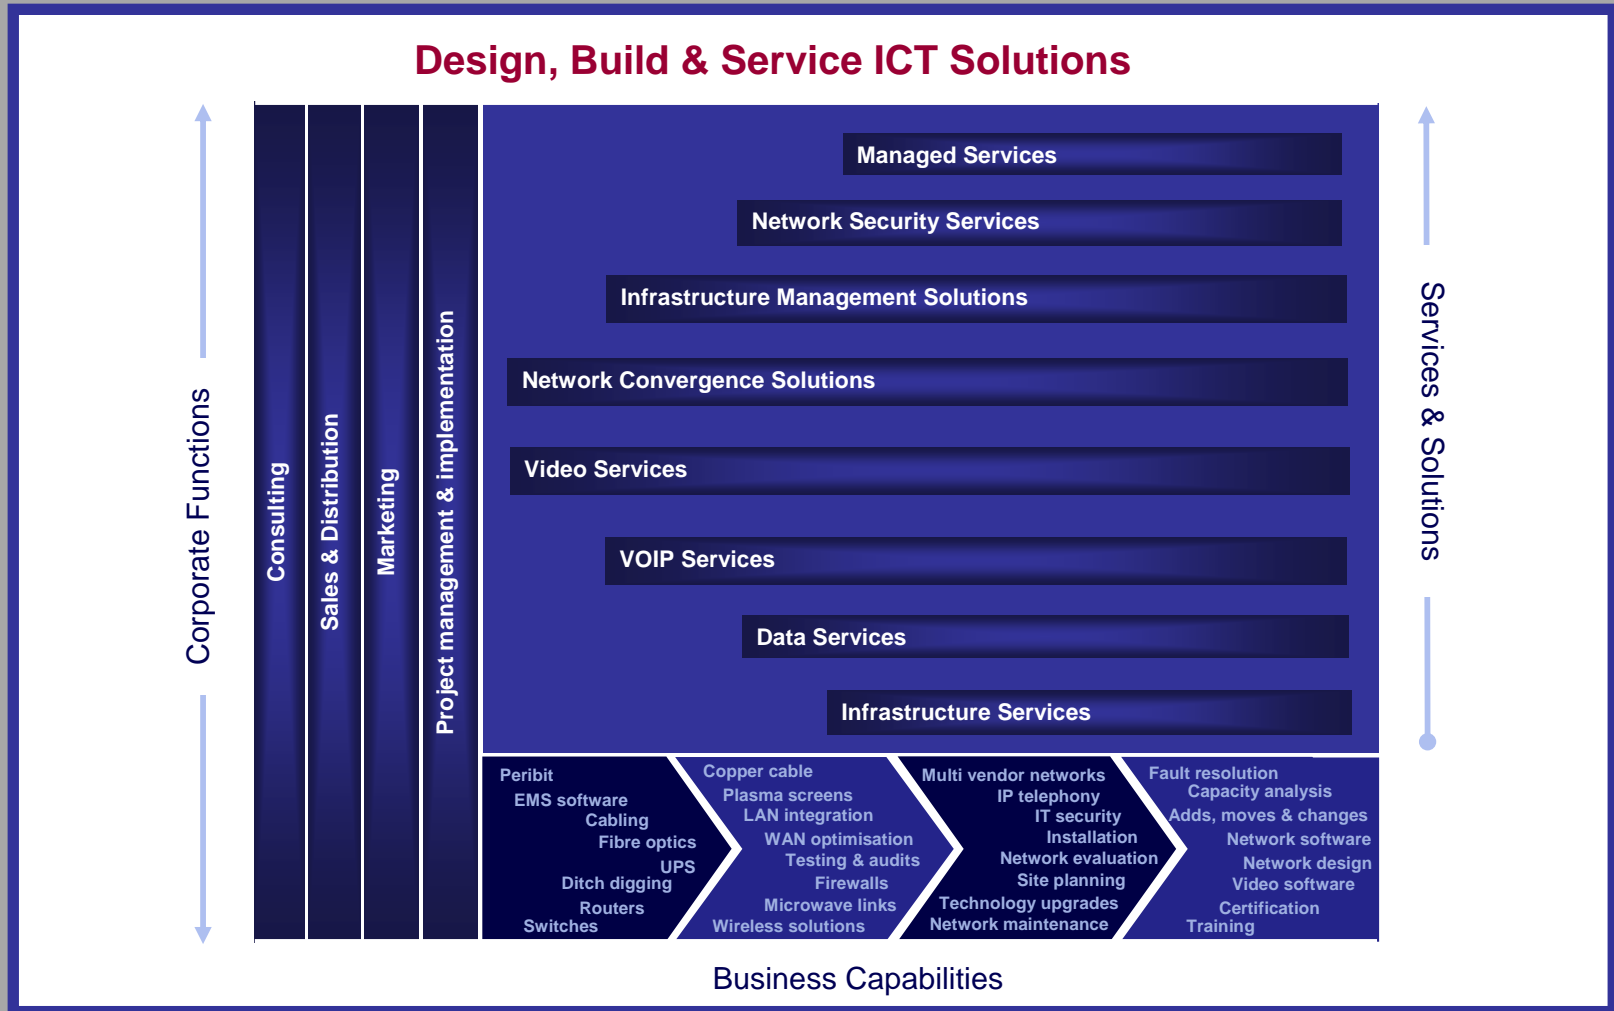 Design, Build & Service ICT Solutions
Corporate Functions
Consulting
Sales & Distribution
Marketing
Project management & implementation
Managed Services
Network Security Services
Infrastructure Management Solutions
Network Convergence Solutions
Video Services
VOIP Services
Data Services
Infrastructure Services
Services & Solutions
Peribit
EMS software
Cabling
Fibre optics
UPS
Ditch digging
Routers
Switches
Copper cable
Plasma screens
LAN integration
WAN optimisation
Testing & audits
Firewalls
Microwave links
Wireless solutions
Multi vendor networks
IP telephony
IT security
Installation
Network evaluation
Site planning
Technology upgrades
Network maintenance
Fault resolution
Capacity analysis
Adds, moves & changes
Network software
Network design
Video software
Certification
Training
Business Capabilities